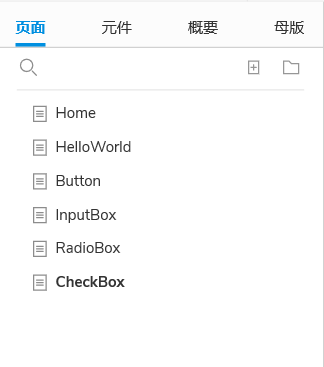 页面 元件 概要 母版
Home
HelloWorld
Button
InputBox
RadioBox
CheckBox